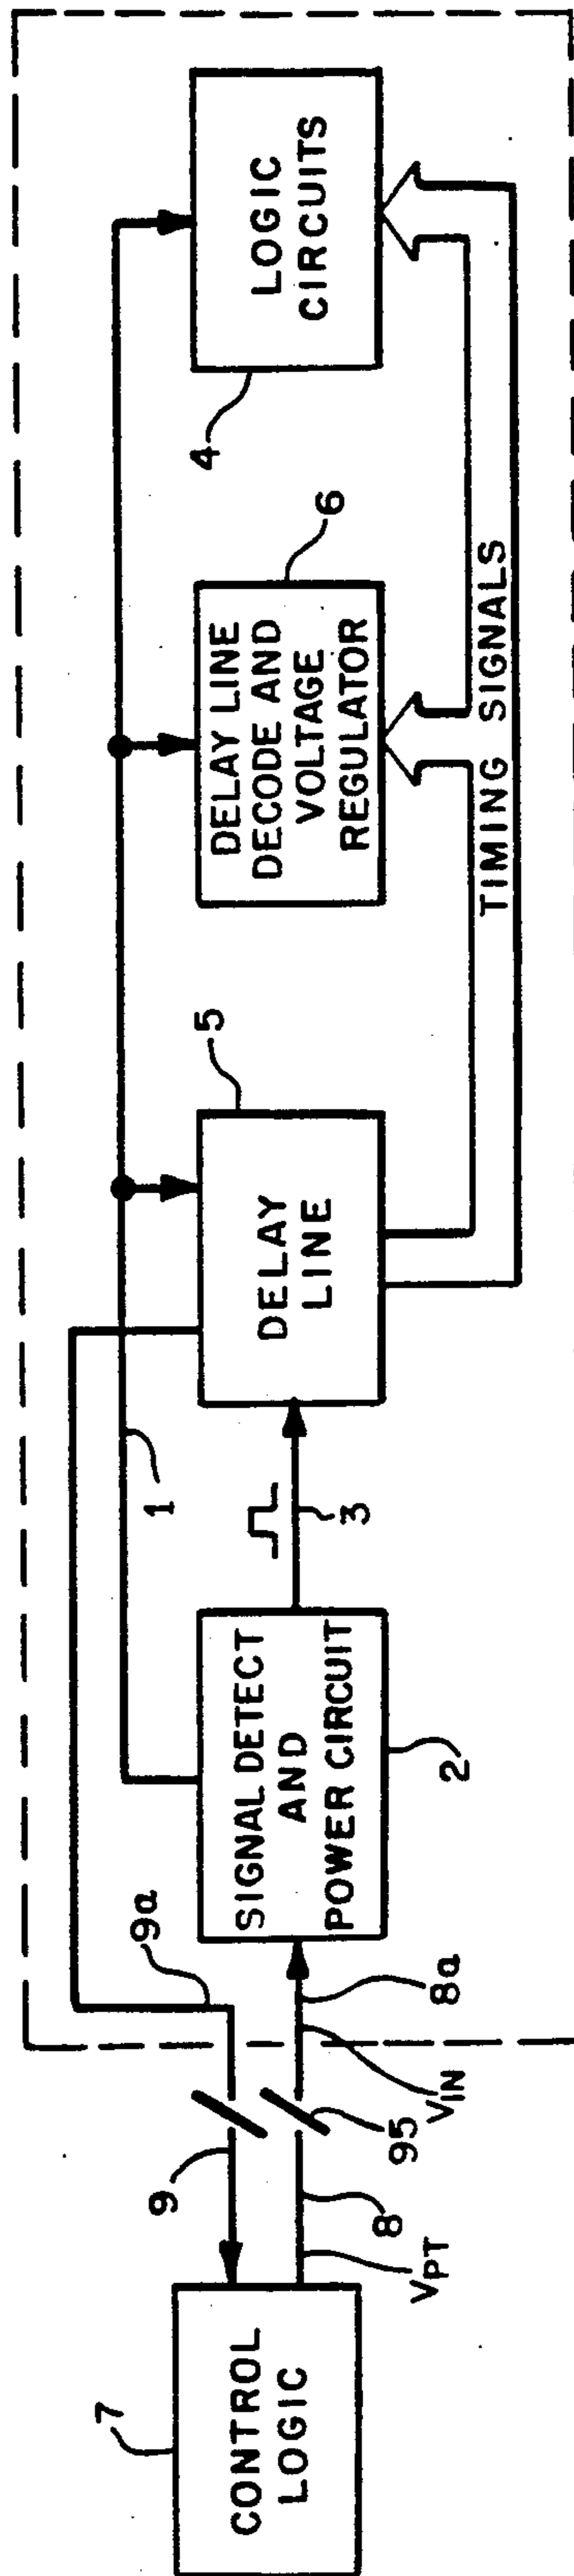 7
CONTROL
LOGIC
9
9a
8
VPT
95
VIN
8a
SIGNAL DETECT
AND
POWER CIRCUIT
2
1
3
DELAY
LINE
5
DELAY LINE
DECODE AND
VOLTAGE
REGULATOR
6
LOGIC
CIRCUITS
4
TIMING SIGNALS